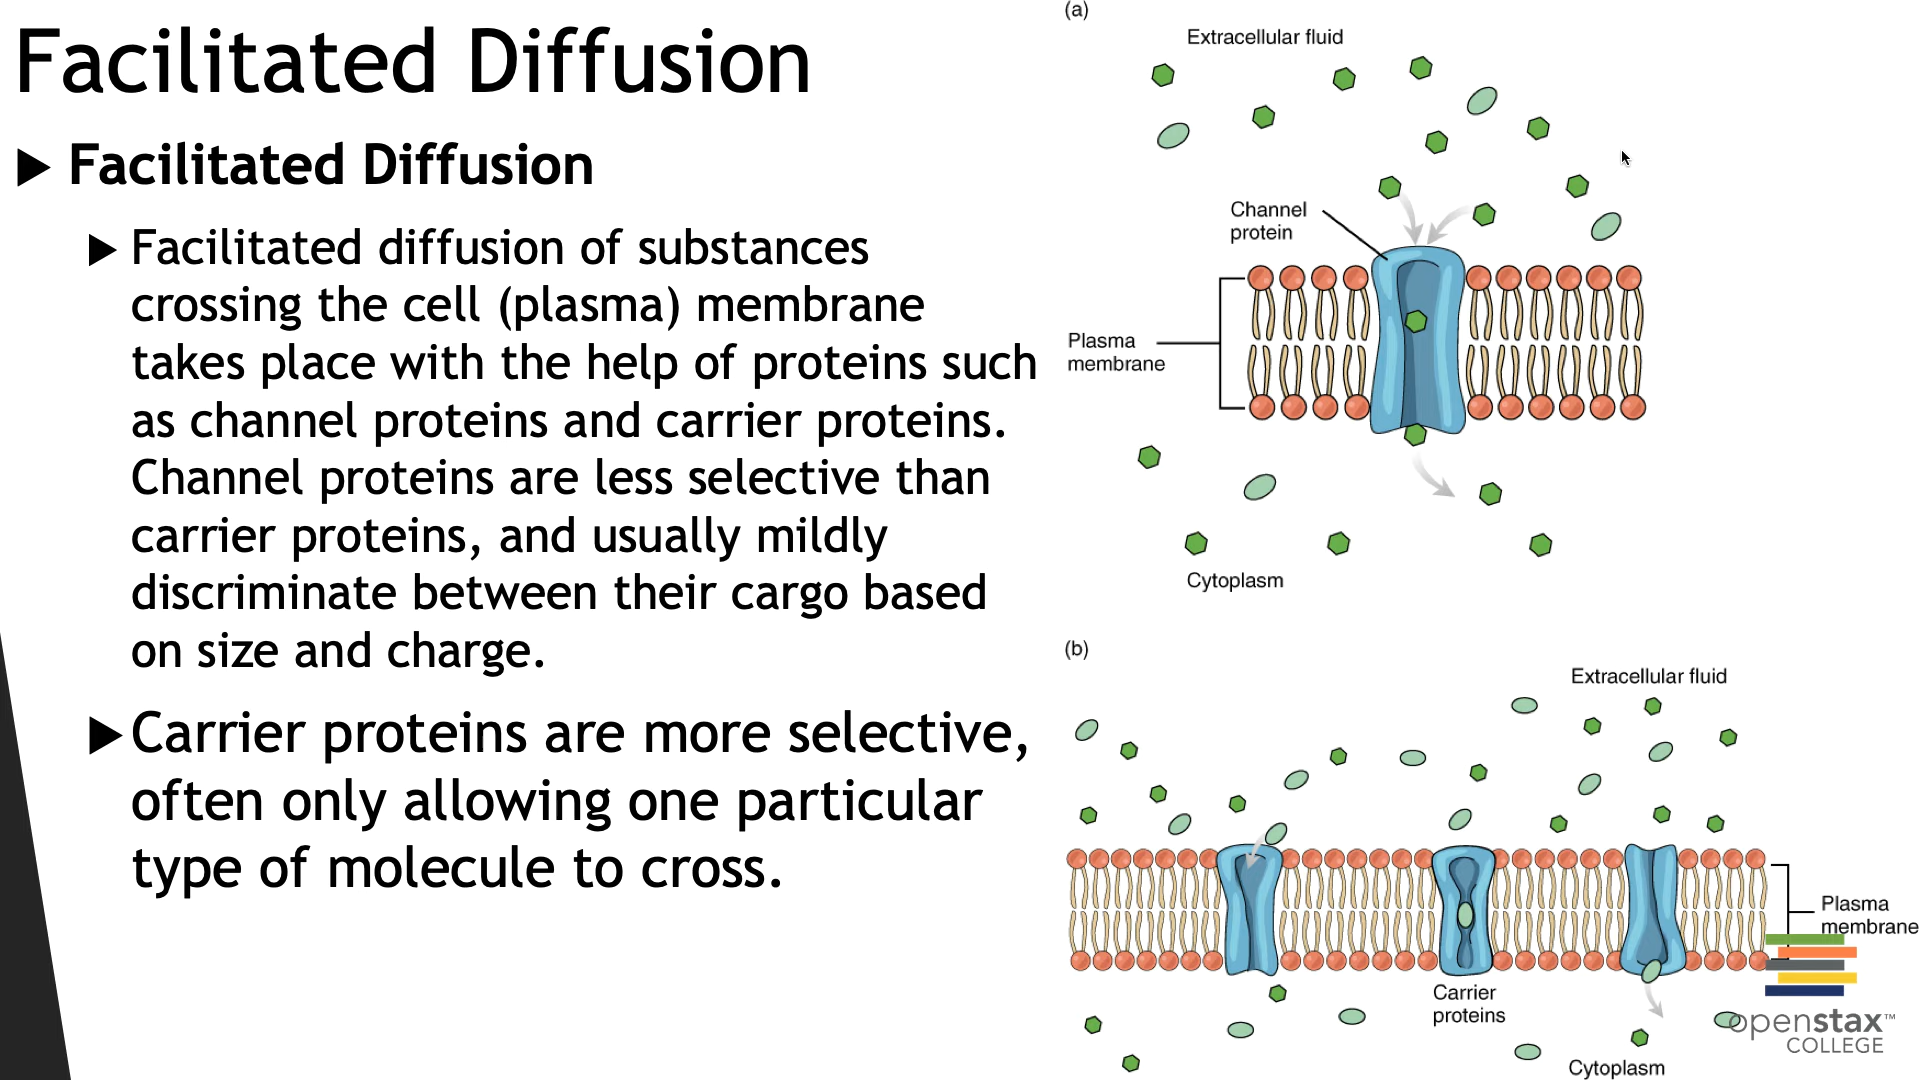 Facilitated Diffusion
Facilitated Diffusion
Facilitated diffusion of substances
crossing the cell (plasma) membrane
takes place with the help of proteins such
as channel proteins and carrier proteins.
Channel proteins are less selective than
carrier proteins, and usually mildly
discriminate between their cargo based
on size and charge.
Carrier proteins are more selective,
often only allowing one particular
type of molecule to cross.
(a)
Extracellular fluid
Channel
protein
Plasma
membrane
Cytoplasm
(b)
Extracellular fluid
Plasma
membrane
Carrier
proteins
Cytoplasm
openstax™
COLLEGE